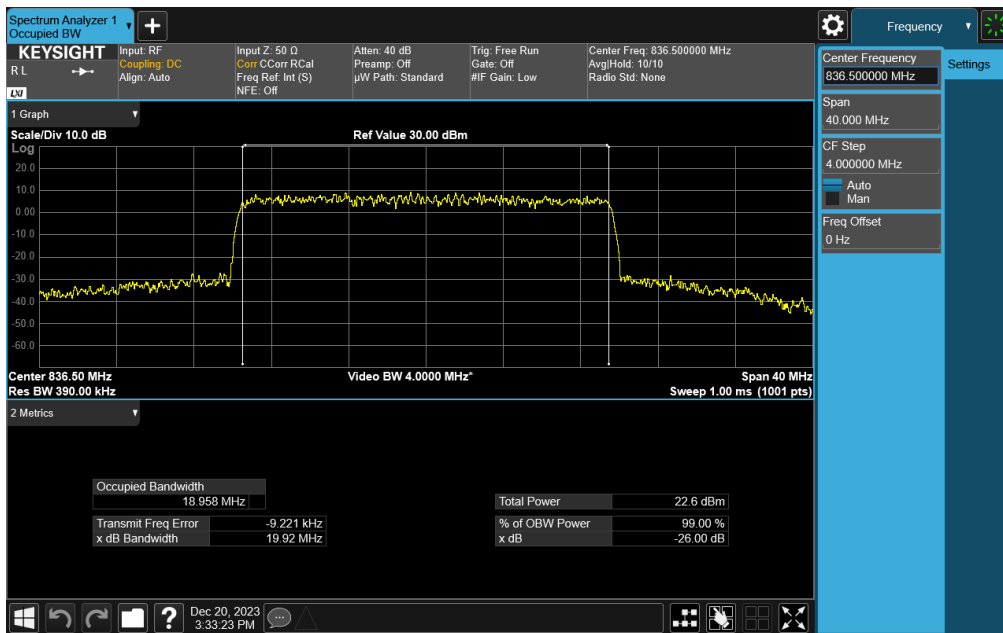 Spectrum Analyzer 1
Occupied BW
Frequency
KEYSIGHT
R L
LXI
Input: RF
Coupling: DC
Align: Auto
Input Z: 50 Ω
Corr CCorr RCal
Freq Ref: Int (S)
NFE: Off
Atten: 40 dB
Preamp: Off
µW Path: Standard
Trig: Free Run
Gate: Off
#IF Gain: Low
Center Freq: 836.500000 MHz
Avg|Hold: 10/10
Radio Std: None
Center Frequency
836.500000 MHz
Settings
Span
40.000 MHz
CF Step
4.000000 MHz
Auto
Man
Freq Offset
0 Hz
1 Graph
Scale/Div 10.0 dB
Ref Value 30.00 dBm
Log
20.0
10.0
0.00
-10.0
-20.0
-30.0
-40.0
-50.0
-60.0
Center 836.50 MHz
Video BW 4.0000 MHz*
Span 40 MHz
Res BW 390.00 kHz
Sweep 1.00 ms (1001 pts)
2 Metrics
Occupied Bandwidth
18.958 MHz
Total Power 22.6 dBm
Transmit Freq Error -9.221 kHz
% of OBW Power 99.00 %
x dB Bandwidth 19.92 MHz
x dB -26.00 dB
?
Dec 20, 2023
3:33:23 PM